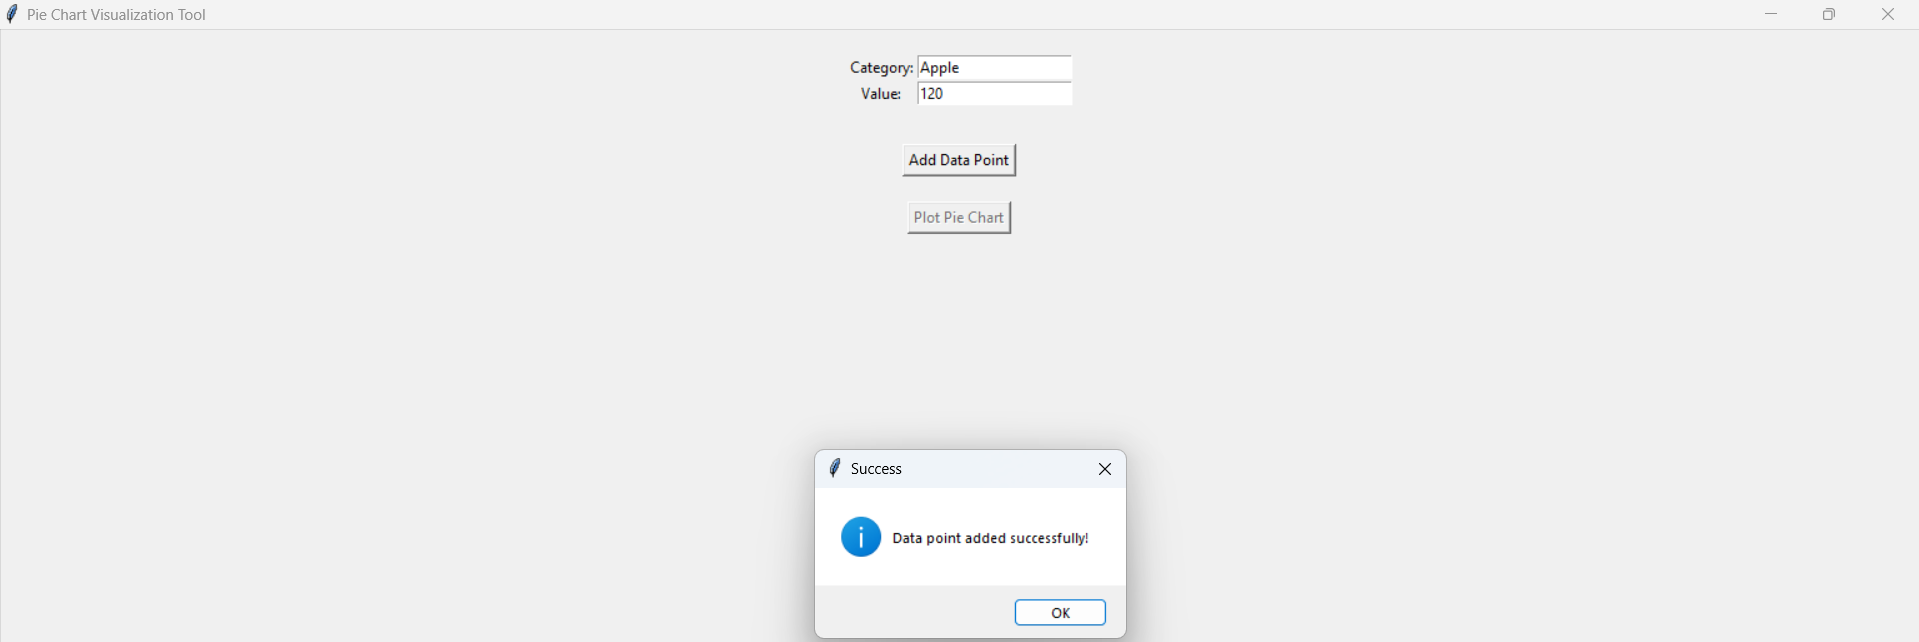 Pie Chart Visualization Tool
Category: Apple
Value: 120
Add Data Point
Plot Pie Chart
Success
Data point added successfully!
OK